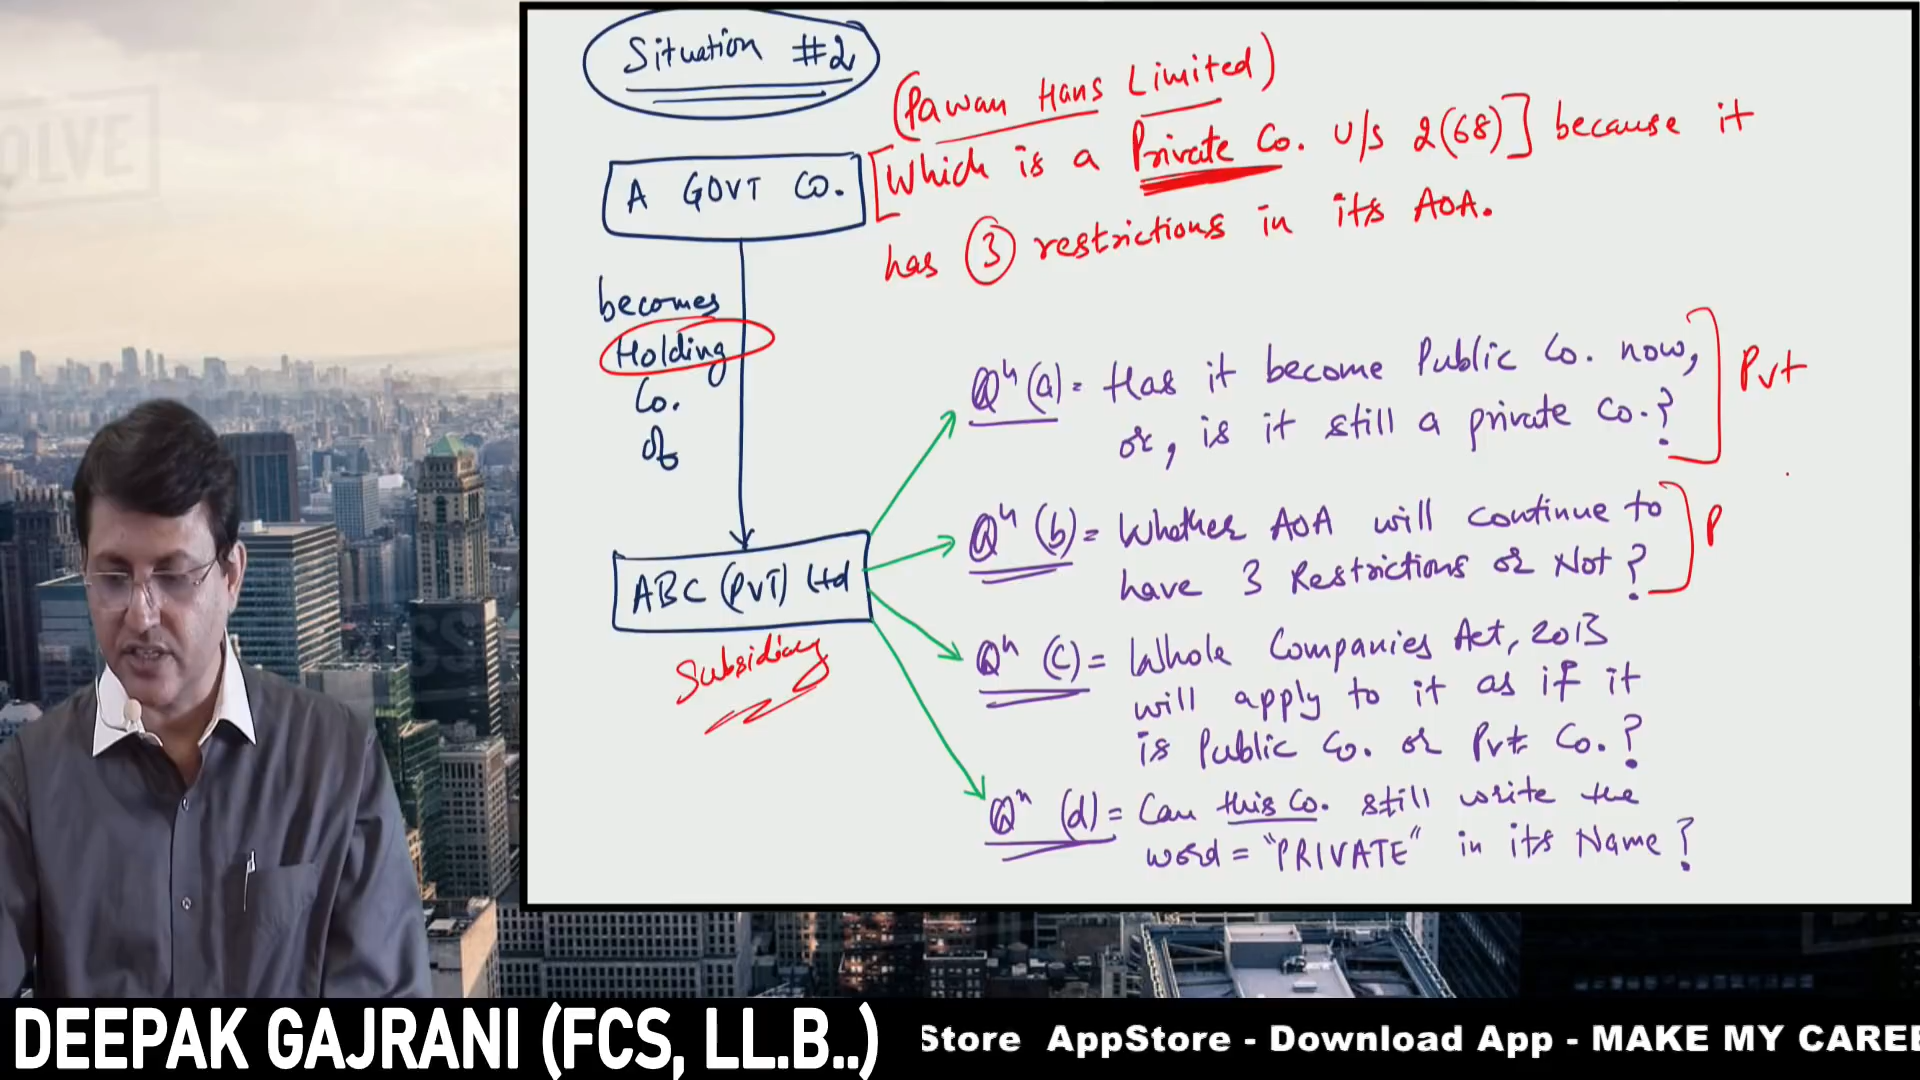 Situation #2
(Pawan Hans Limited)
A GOVT CO.
[Which is a Private Co. u/s 2(68)] because it
has 3 restrictions in its AOA.
becomes
Holding
Co.
of
ABC (PVT) Ltd
Subsidiary
Qn (a) = Has it become Public Co. now,
or, is it still a private Co.?
Pvt
Qn (b) = Whether AOA will continue to
have 3 Restrictions or Not?
P
Qn (c) = Whole Companies Act, 2013
will apply to it as if it
is Public Co. or Pvt Co.?
Qn (d) = Can this Co. still write the
word = "PRIVATE" in its Name?
OLVE
DEEPAK GAJRANI (FCS, LL.B..)
Store AppStore - Download App - MAKE MY CAREE